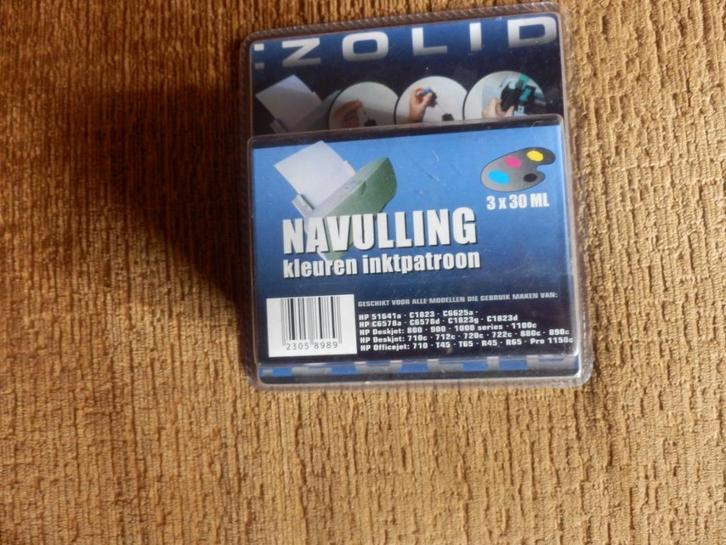 ZOLID
3 x 30 ML
NAVULLING
kleuren inktpatroon
GESCHIKT VOOR ALLE MODELLEN DIE GEBRUIK MAKEN VAN:
HP 51641a · C1823 · C6625a ·
HP C6578a · C6578d · C1823g · C1823d
HP Deskjet: 800 · 900 · 1000 series · 1100c
HP Deskjet: 710c · 712c · 720c · 722c · 880c · 890c
HP Officejet: 710 · T45 · T65 · R45 · R65 · Pro 1150c
2305 8989